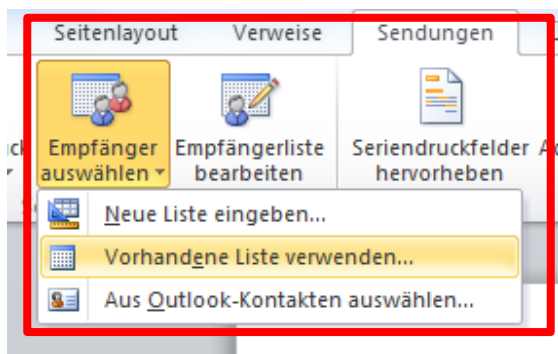 Seitenlayout Verweise Sendungen
Empfänger auswählen
Empfängerliste bearbeiten
Seriendruckfelder hervorheben
Neue Liste eingeben...
Vorhandene Liste verwenden...
Aus Outlook-Kontakten auswählen...